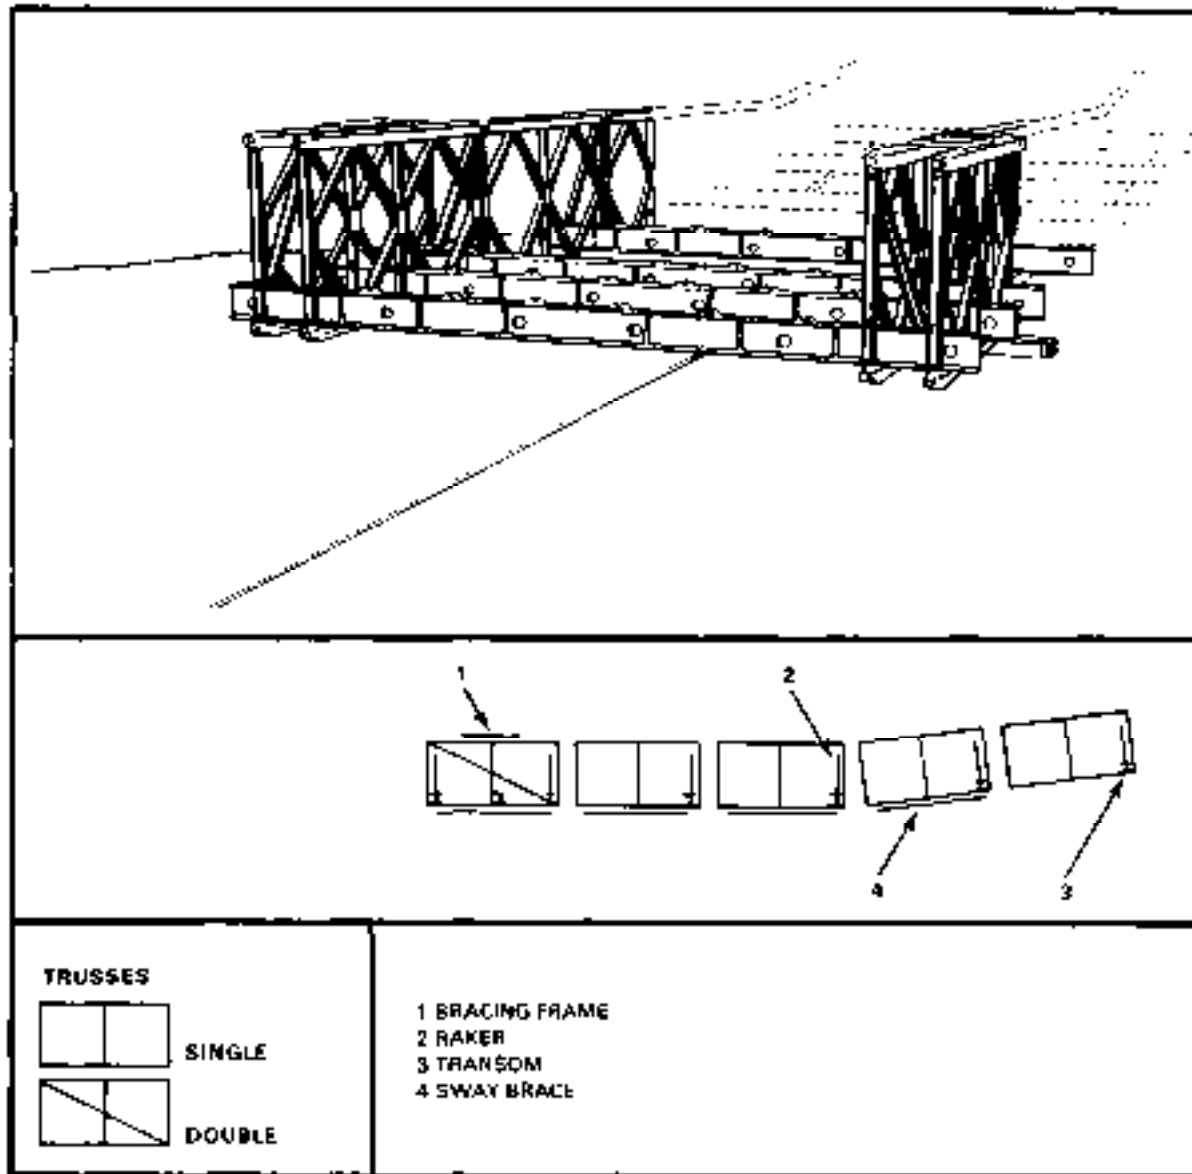 1
2
4
3
TRUSSES
SINGLE
DOUBLE
1 BRACING FRAME
2 RAKER
3 TRANSOM
4 SWAY BRACE